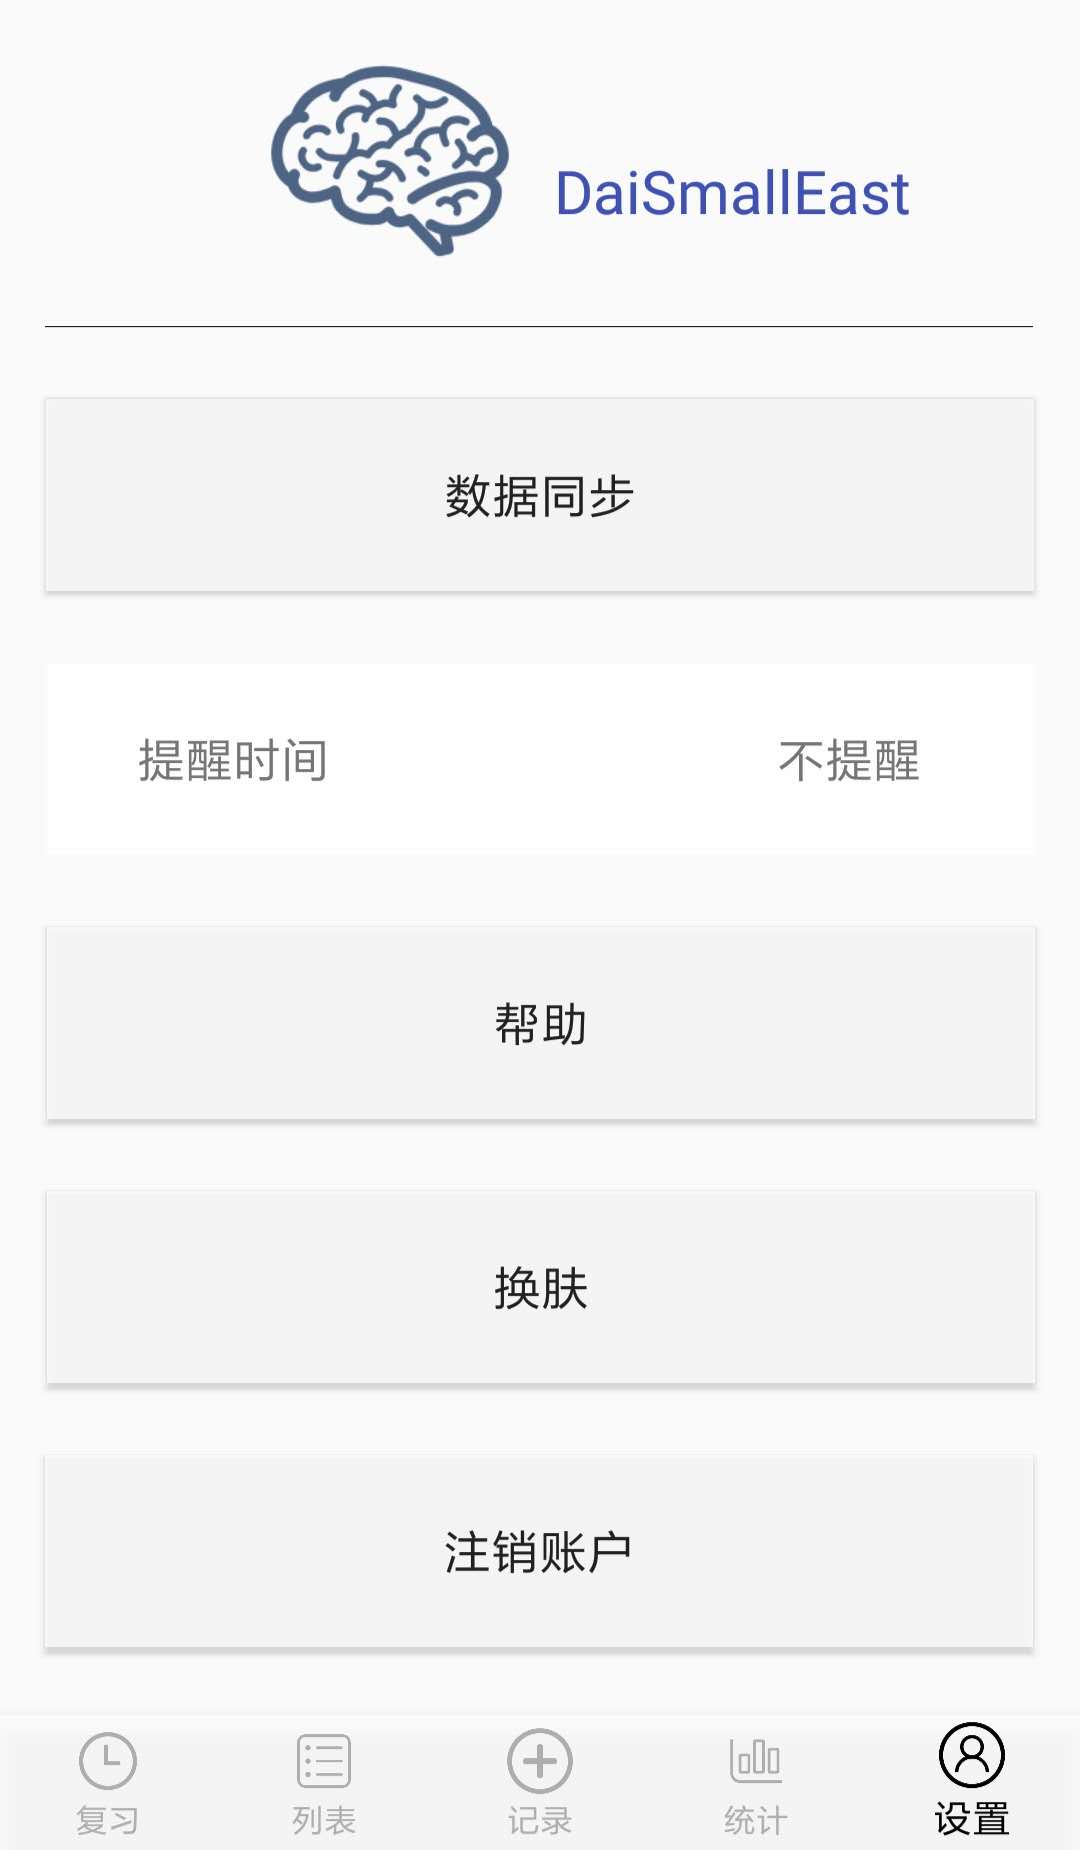 DaiSmallEast
数据同步
提醒时间 不提醒
帮助
换肤
注销账户
复习 列表 记录 统计 设置